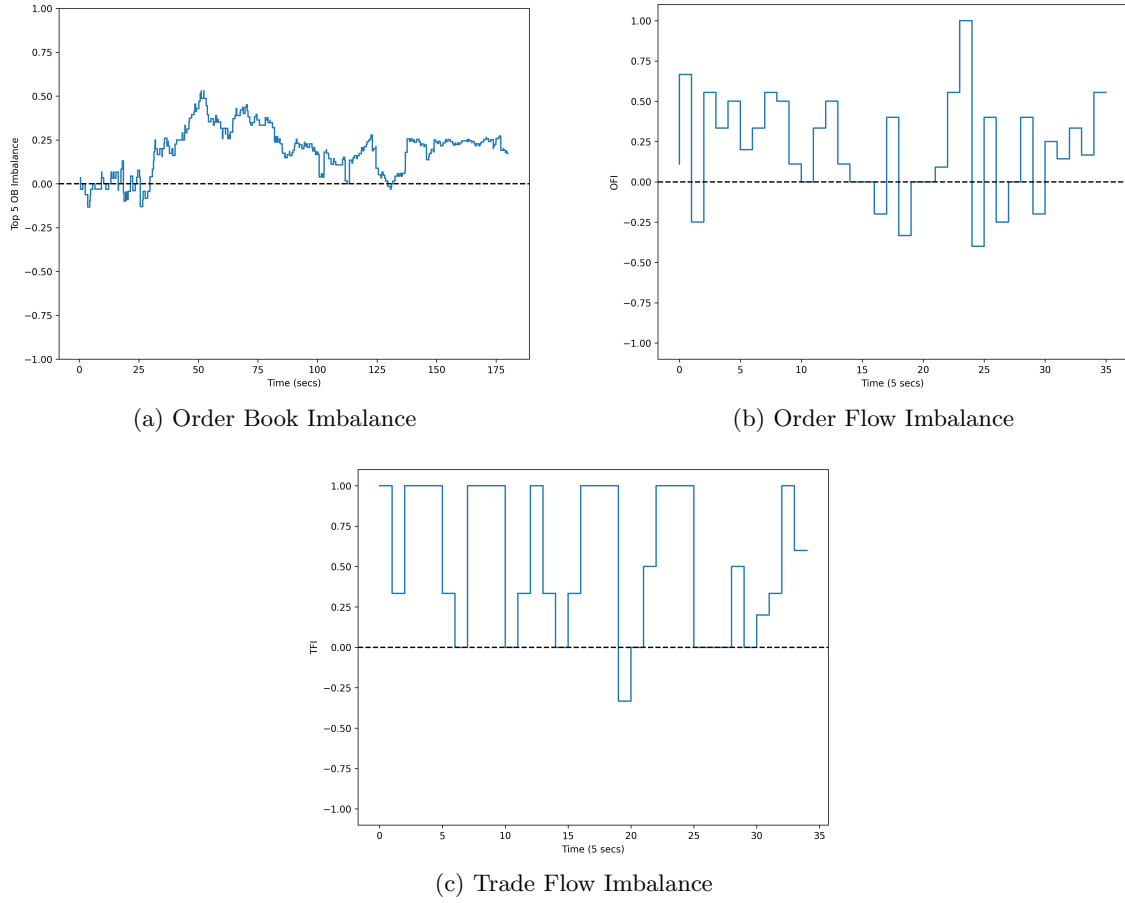 1.00
0.75
0.50
0.25
0.00
−0.25
−0.50
−0.75
−1.00
Top 5 OB Imbalance
0 25 50 75 100 125 150 175
Time (secs)
(a) Order Book Imbalance
1.00
0.75
0.50
0.25
0.00
−0.25
−0.50
−0.75
−1.00
OFI
0 5 10 15 20 25 30 35
Time (5 secs)
(b) Order Flow Imbalance
1.00
0.75
0.50
0.25
0.00
−0.25
−0.50
−0.75
−1.00
TFI
0 5 10 15 20 25 30 35
Time (5 secs)
(c) Trade Flow Imbalance